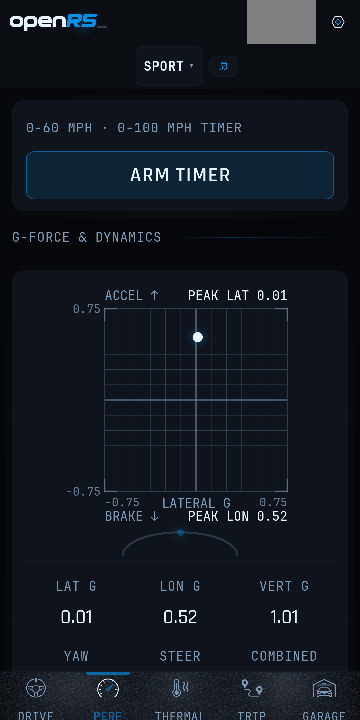 openRS_
SPORT ▾
0-60 MPH · 0-100 MPH TIMER
ARM TIMER
G-FORCE & DYNAMICS
ACCEL ↑ PEAK LAT 0.01
0.75
-0.75
-0.75 LATERAL G 0.75
BRAKE ↓ PEAK LON 0.52
LAT G LON G VERT G
0.01 0.52 1.01
YAW STEER COMBINED
DRIVE PERF THERMAL TRIP GARAGE